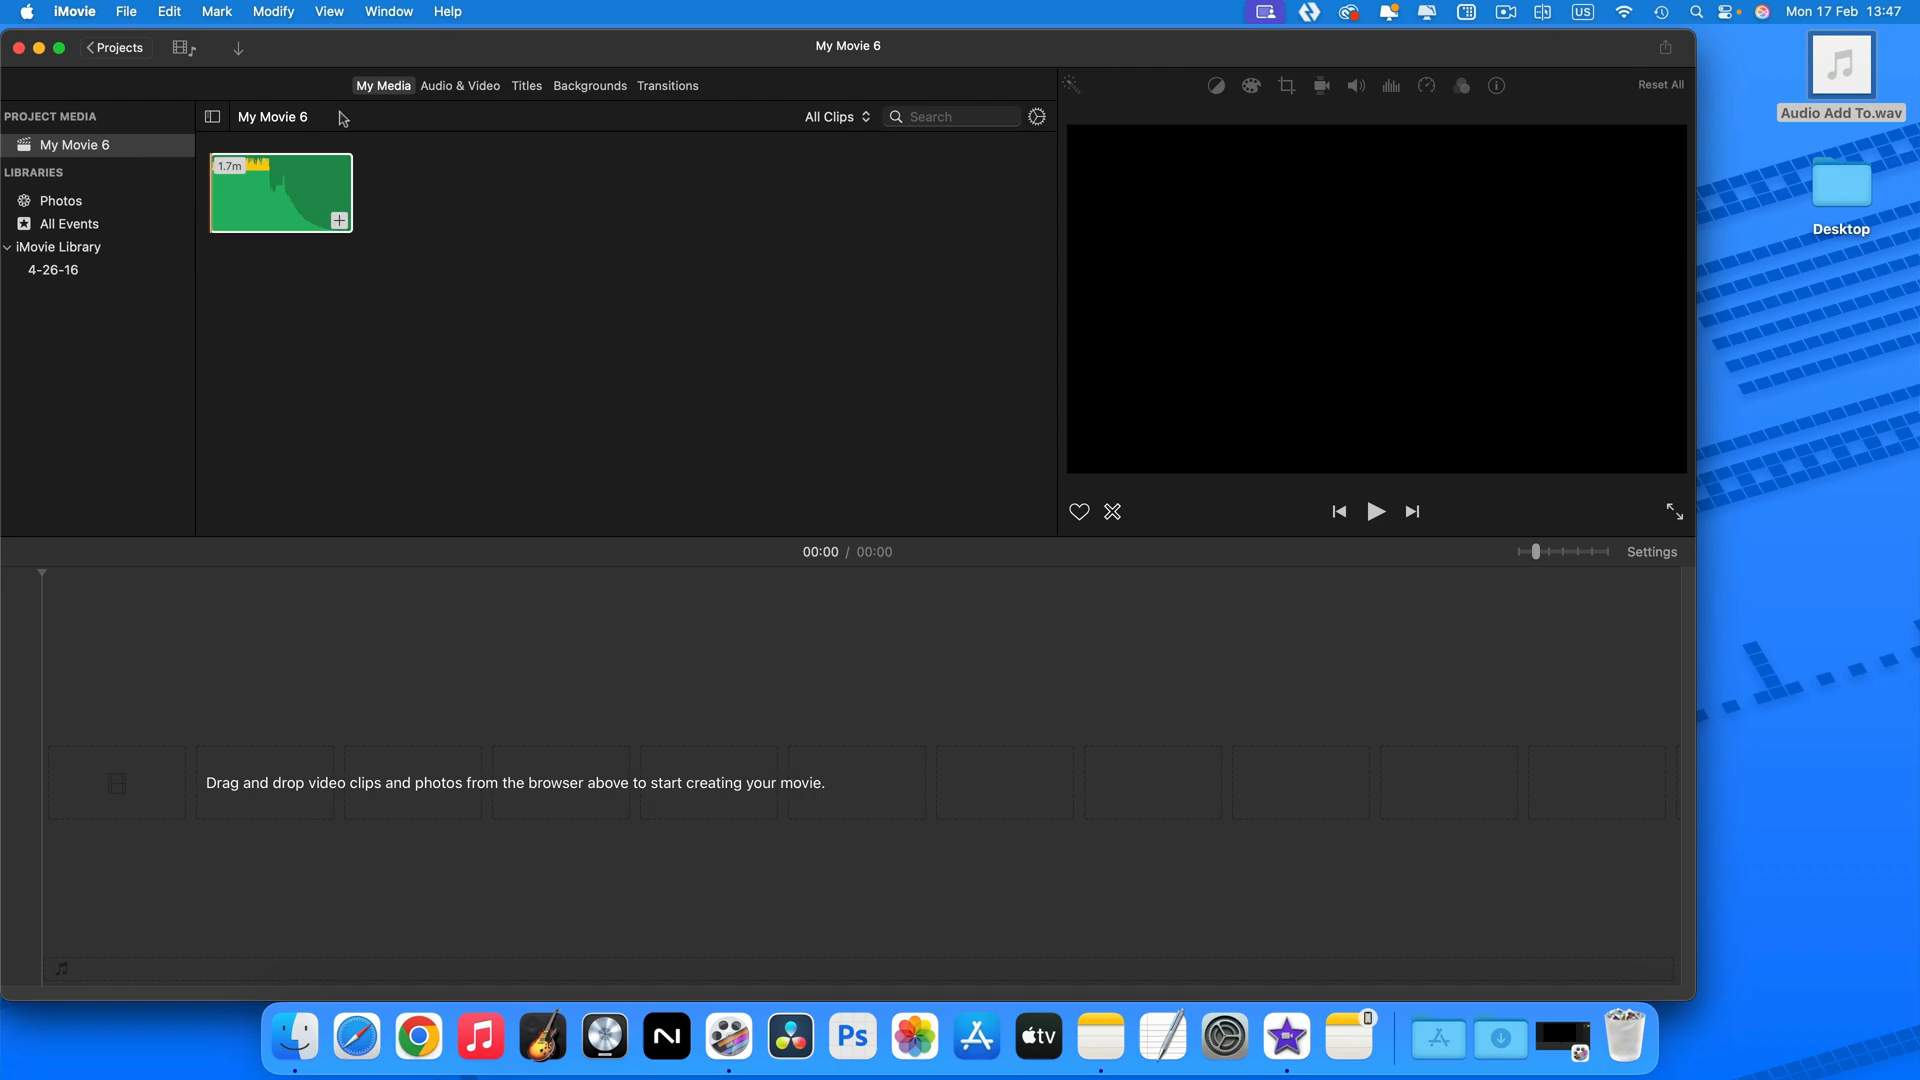 iMovie File Edit Mark Modify View Window Help US Mon 17 Feb 13:47
Projects My Movie 6
My Media Audio & Video Titles Backgrounds Transitions Reset All
PROJECT MEDIA My Movie 6 All Clips Search
My Movie 6
LIBRARIES
Photos
All Events
iMovie Library
4-26-16
1.7m
Audio Add To.wav
Desktop
00:00 / 00:00 Settings
Drag and drop video clips and photos from the browser above to start creating your movie.
Ps
tv